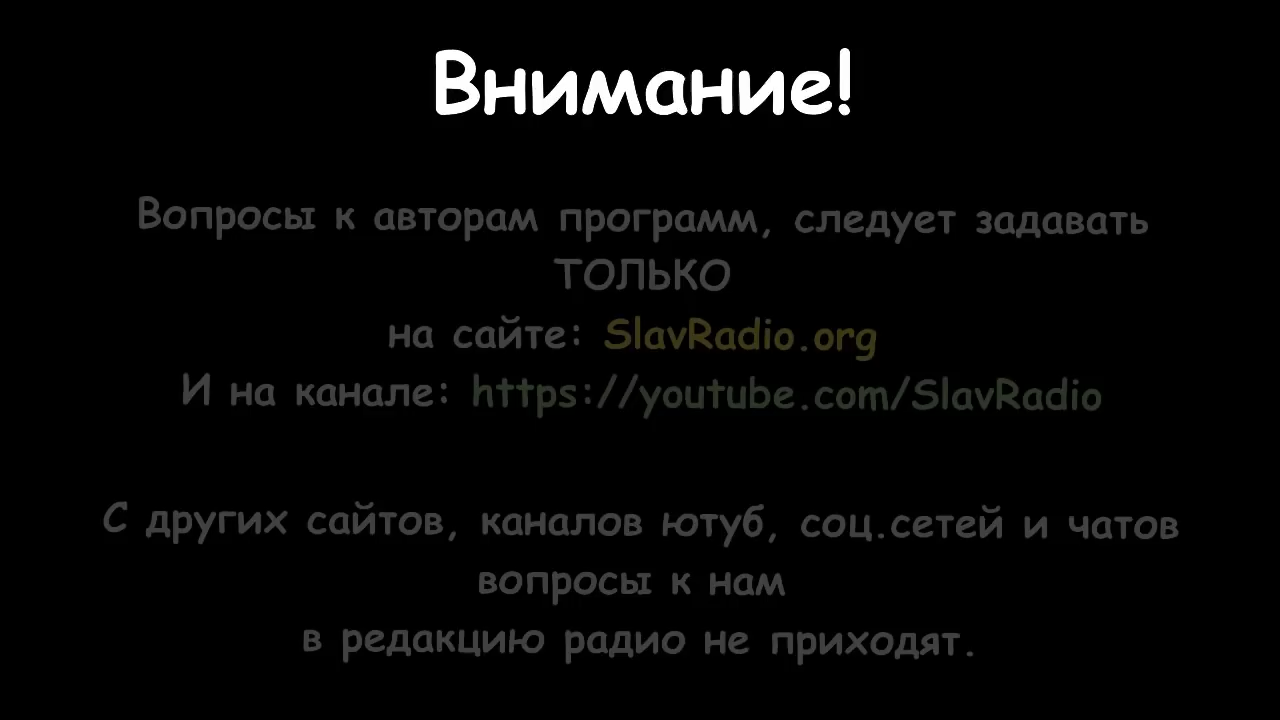 Внимание!
Вопросы к авторам программ, следует задавать
ТОЛЬКО
на сайте: SlavRadio.org
И на канале: https://youtube.com/SlavRadio
С других сайтов, каналов ютуб, соц.сетей и чатов
вопросы к нам
в редакцию радио не приходят.